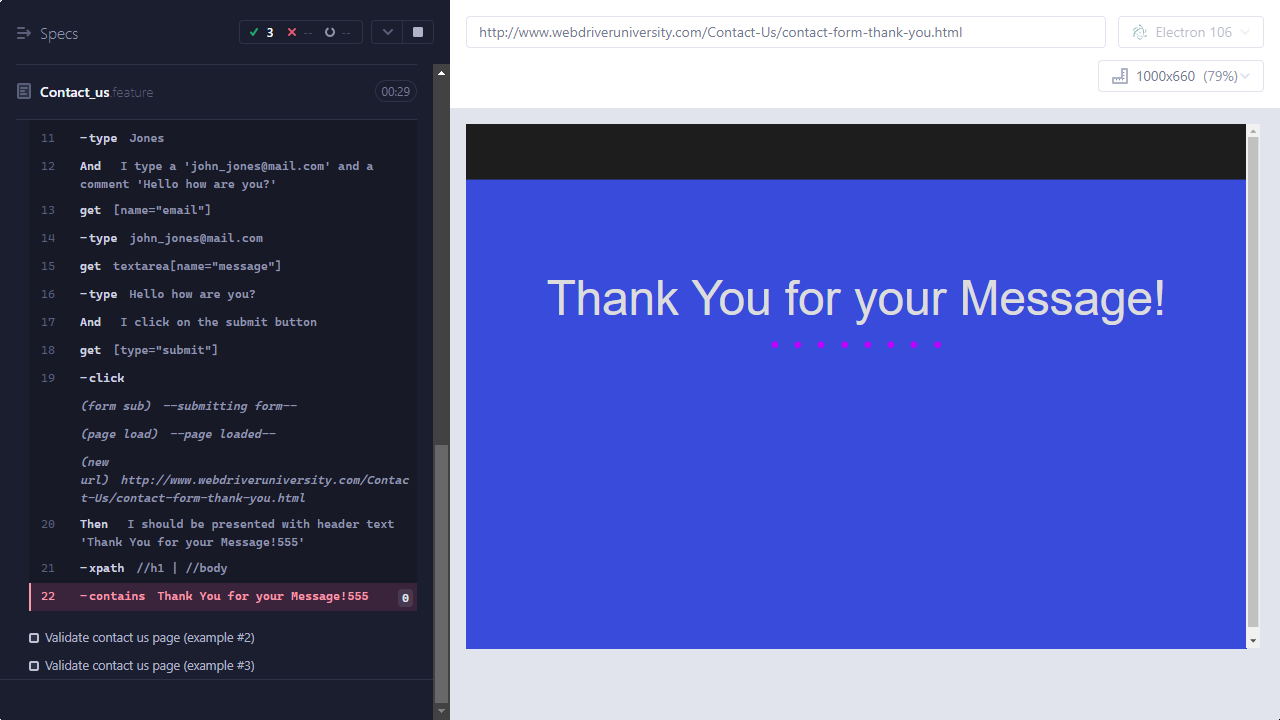 Specs
3
--
--
Contact_us feature
00:29
11 -type Jones
12 And I type a 'john_jones@mail.com' and a
comment 'Hello how are you?'
13 get [name="email"]
14 -type john_jones@mail.com
15 get textarea[name="message"]
16 -type Hello how are you?
17 And I click on the submit button
18 get [type="submit"]
19 -click
(form sub) --submitting form--
(page load) --page loaded--
(new
url) http://www.webdriveruniversity.com/Contac
t-Us/contact-form-thank-you.html
20 Then I should be presented with header text
'Thank You for your Message!555'
21 -xpath //h1 | //body
22 -contains Thank You for your Message!555 0
Validate contact us page (example #2)
Validate contact us page (example #3)
http://www.webdriveruniversity.com/Contact-Us/contact-form-thank-you.html
Electron 106
1000x660 (79%)
Thank You for your Message!